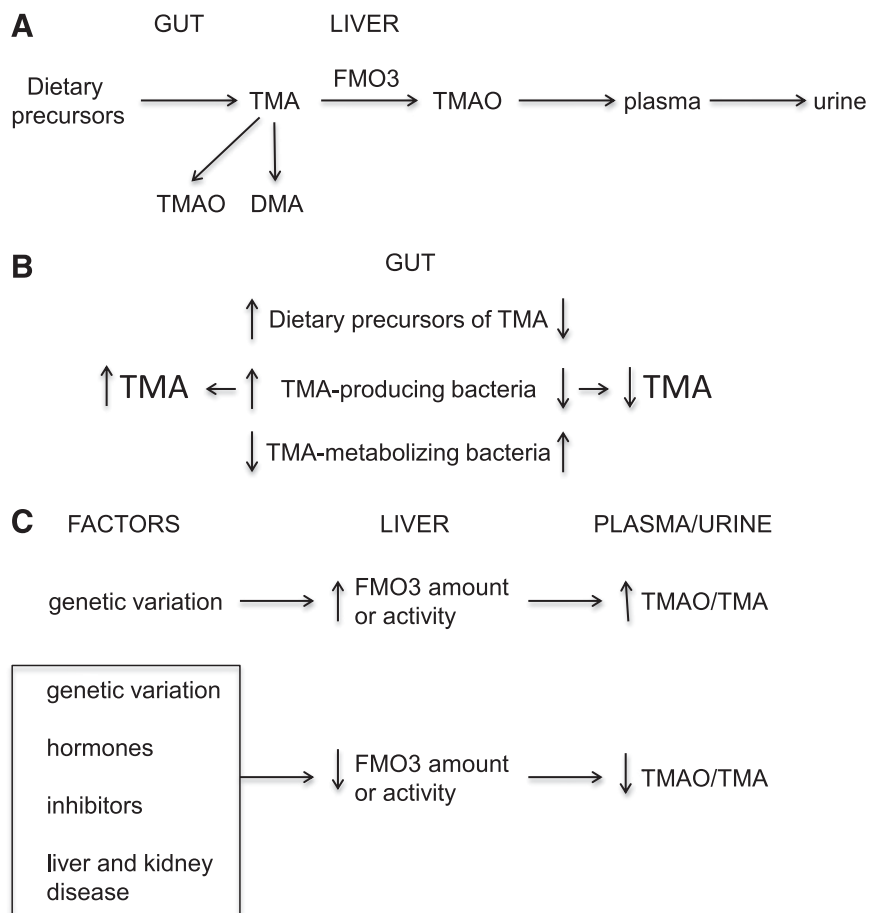 A
GUT LIVER
Dietary
precursors
TMA
FMO3
TMAO
plasma
urine
TMAO DMA
B
GUT
Dietary precursors of TMA
TMA
TMA-producing bacteria
TMA
TMA-metabolizing bacteria
C
FACTORS LIVER PLASMA/URINE
genetic variation
FMO3 amount
or activity
TMAO/TMA
genetic variation
hormones
inhibitors
liver and kidney
disease
FMO3 amount
or activity
TMAO/TMA